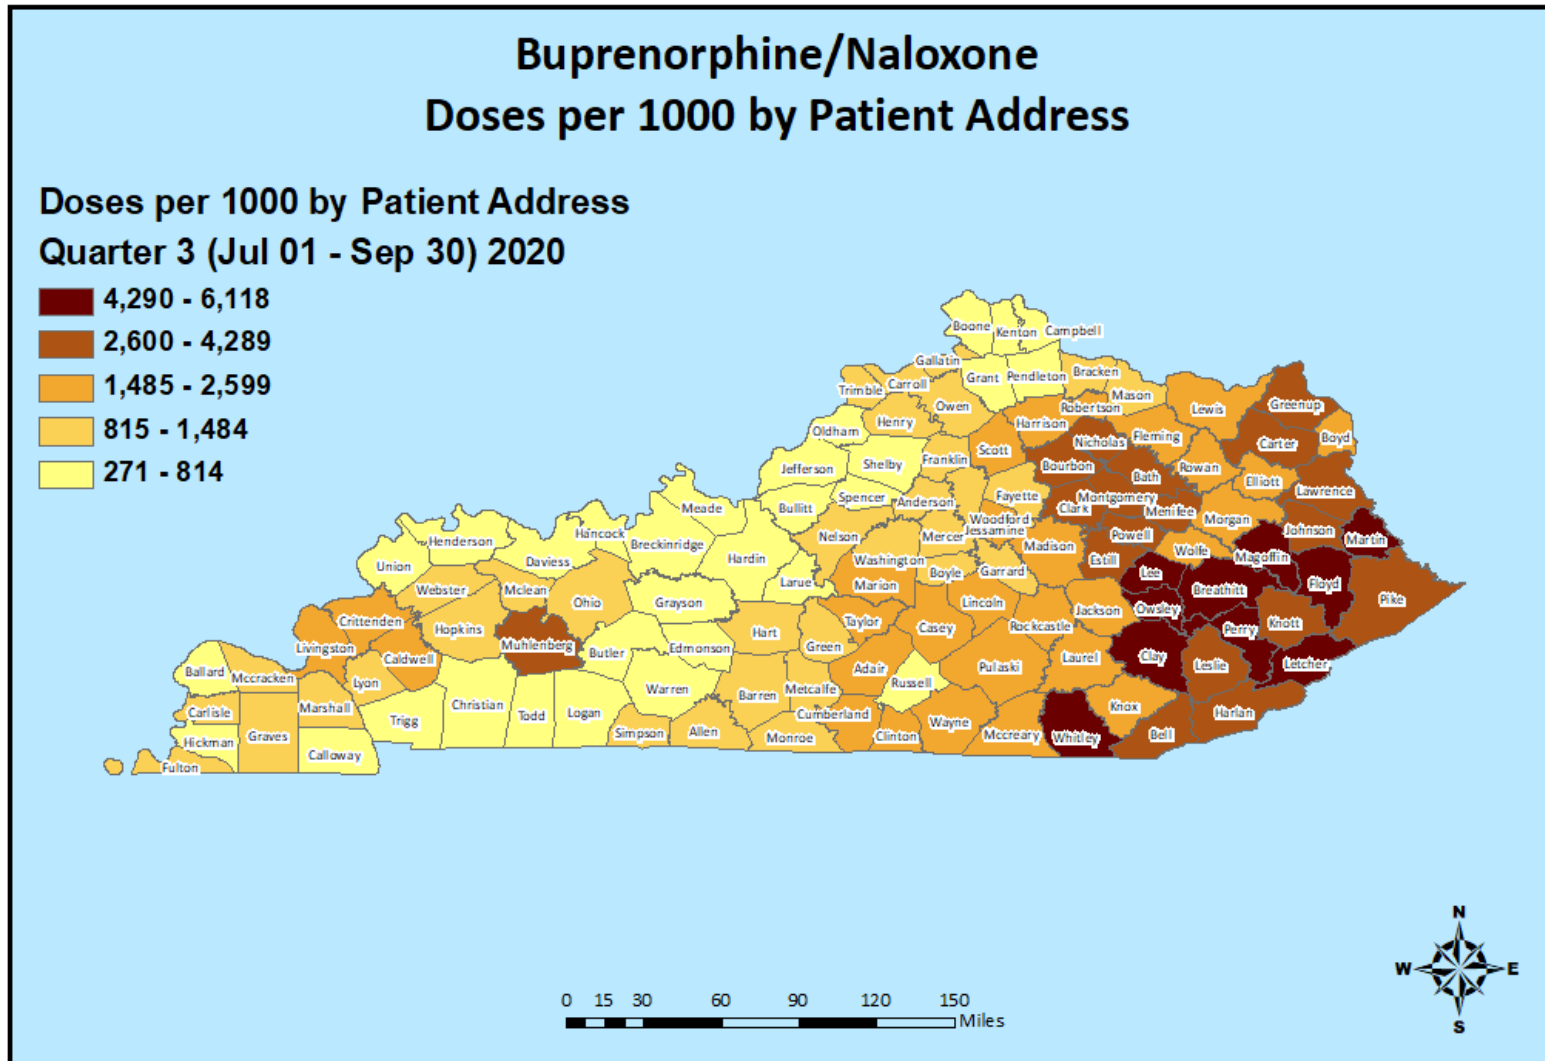 Buprenorphine/Naloxone
Doses per 1000 by Patient Address
Doses per 1000 by Patient Address
Quarter 3 (Jul 01 - Sep 30) 2020
4,290 - 6,118
2,600 - 4,289
1,485 - 2,599
815 - 1,484
271 - 814
Boone
Kenton
Campbell
Gallatin
Grant
Pendleton
Bracken
Trimble
Carroll
Owen
Mason
Robertson
Lewis
Greenup
Oldham
Henry
Harrison
Scott
Nicholas
Fleming
Carter
Boyd
Jefferson
Shelby
Franklin
Bourbon
Bath
Rowan
Elliott
Lawrence
Meade
Bullitt
Spencer
Anderson
Fayette
Woodford
Jessamine
Clark
Montgomery
Menifee
Morgan
Johnson
Martin
Henderson
Hancock
Daviess
Breckinridge
Hardin
Nelson
Mercer
Washington
Madison
Powell
Estill
Wolfe
Magoffin
Union
Webster
Mclean
Ohio
Grayson
Larue
Marion
Boyle
Garrard
Lee
Breathitt
Floyd
Pike
Crittenden
Hopkins
Muhlenberg
Butler
Edmonson
Hart
Green
Taylor
Casey
Lincoln
Rockcastle
Jackson
Owsley
Perry
Knott
Livingston
Caldwell
Lyon
Ballard
Mccracken
Carlisle
Marshall
Hickman
Graves
Calloway
Fulton
Trigg
Christian
Todd
Logan
Warren
Simpson
Allen
Barren
Metcalfe
Monroe
Cumberland
Adair
Russell
Clinton
Wayne
Pulaski
Mccreary
Laurel
Whitley
Knox
Clay
Leslie
Letcher
Bell
Harlan
N
W
E
S
0 15 30 60 90 120 150
Miles